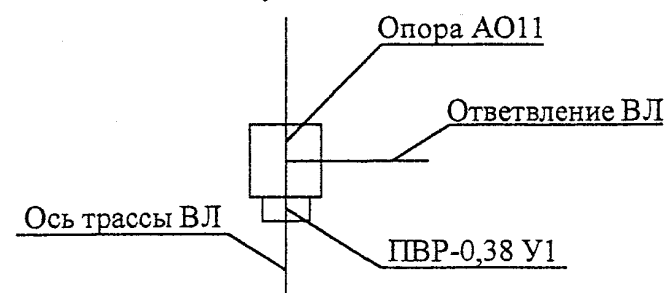 Опора АО11
Ответвление ВЛ
Ось трассы ВЛ
ПВР-0,38 У1